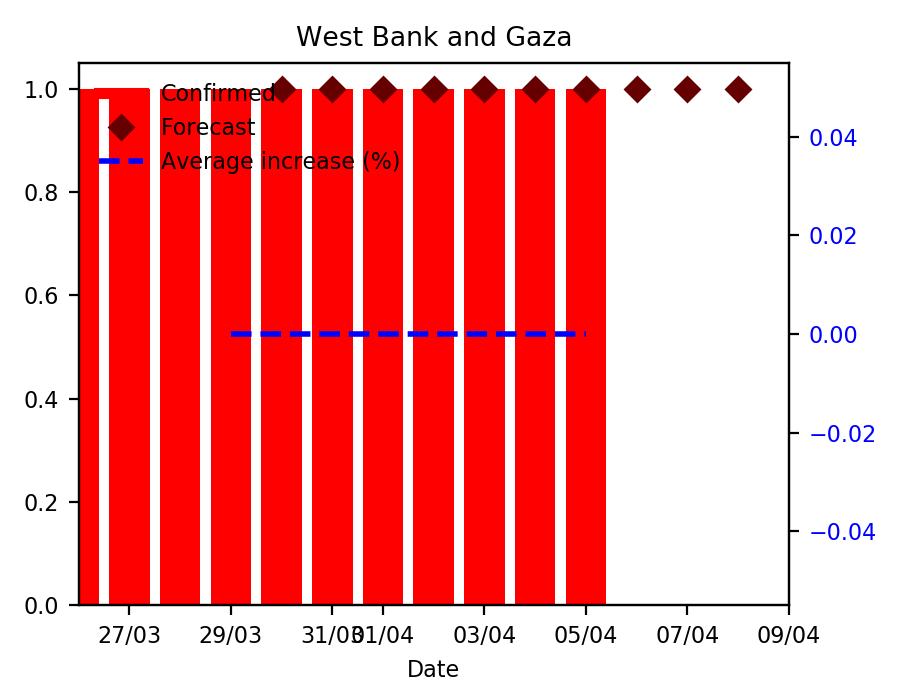 West Bank and Gaza
1.0
0.8
0.6
0.4
0.2
0.0
Confirmed
Forecast
Average increase (%)
0.04
0.02
0.00
−0.02
−0.04
27/03 29/03 31/03 01/04 03/04 05/04 07/04 09/04
Date